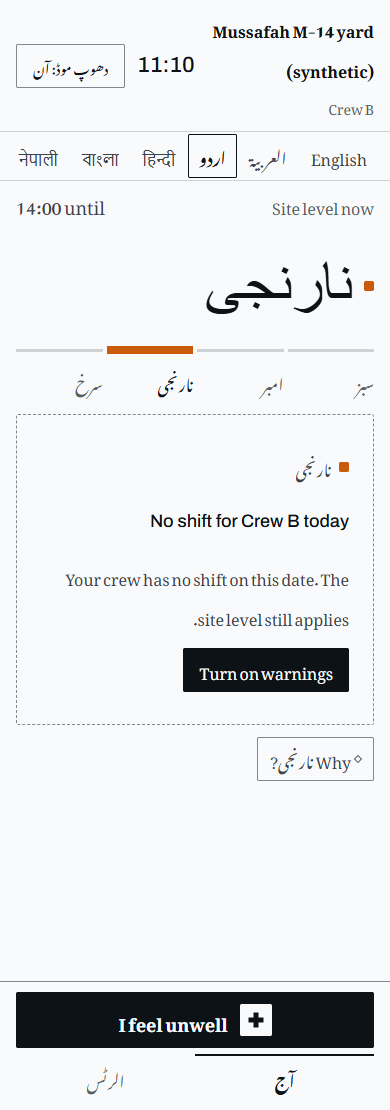 Mussafah M-14 yard
(synthetic)
Crew B
11:10
دھوپ موڈ: آن
English
العربية
اردو
हिन्दी
বাংলা
नेपाली
Site level now
14:00 until
نارنجی
سبز
امبر
نارنجی
سرخ
نارنجی
No shift for Crew B today
Your crew has no shift on this date. The
.site level still applies
Turn on warnings
Why نارنجی?
I feel unwell
آج
الرٹس